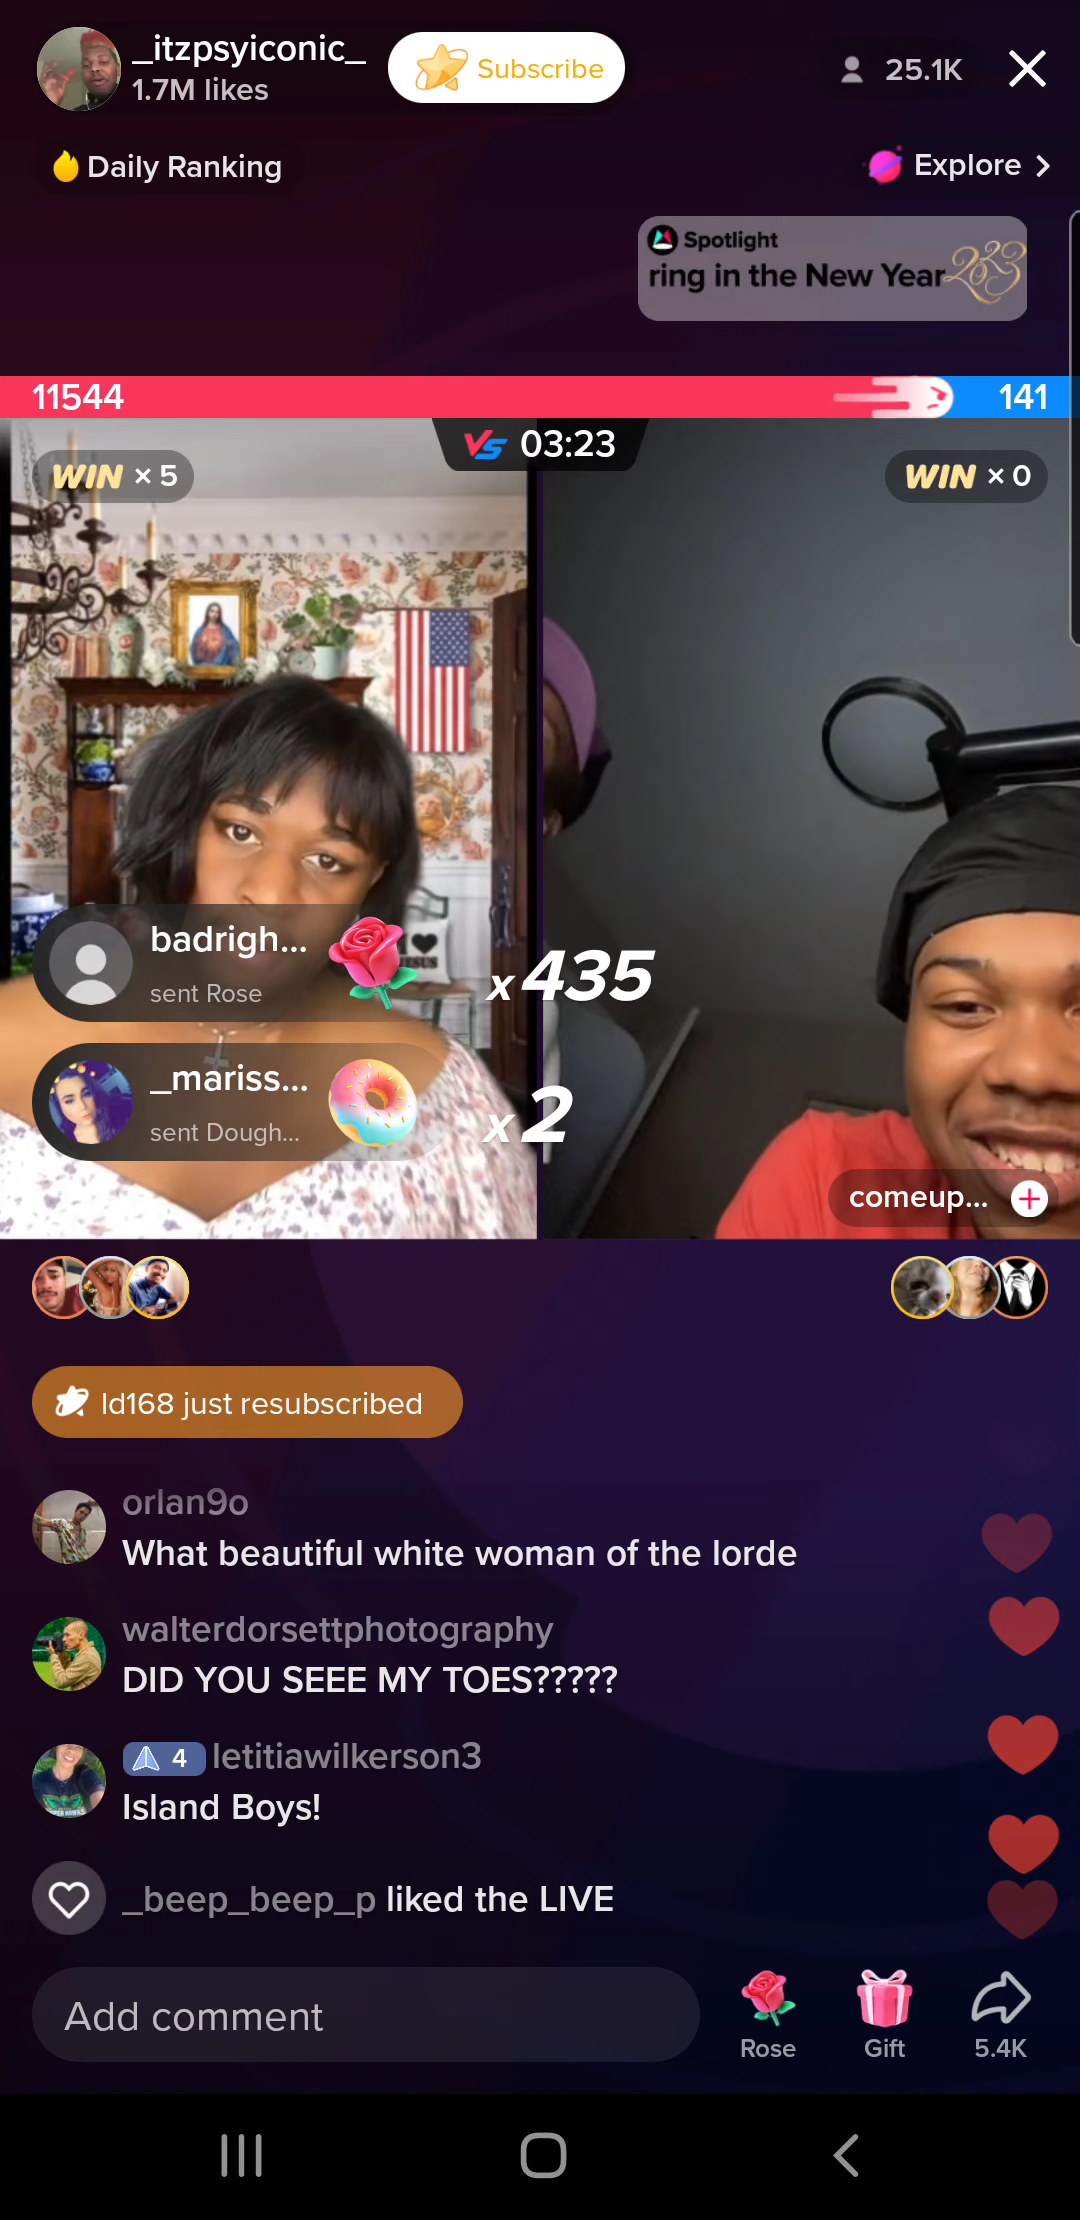 _itzpsyiconic_
1.7M likes
Subscribe
25.1K
Daily Ranking
Explore
Spotlight
ring in the New Year 2023
11544
141
VS 03:23
WIN × 5
WIN × 0
JESUS
badrigh...
sent Rose
x435
_mariss...
sent Dough...
x2
comeup...
ld168 just resubscribed
orlan9o
What beautiful white woman of the lorde
walterdorsettphotography
DID YOU SEEE MY TOES?????
4 letitiawilkerson3
Island Boys!
_beep_beep_p liked the LIVE
Add comment
Rose
Gift
5.4K